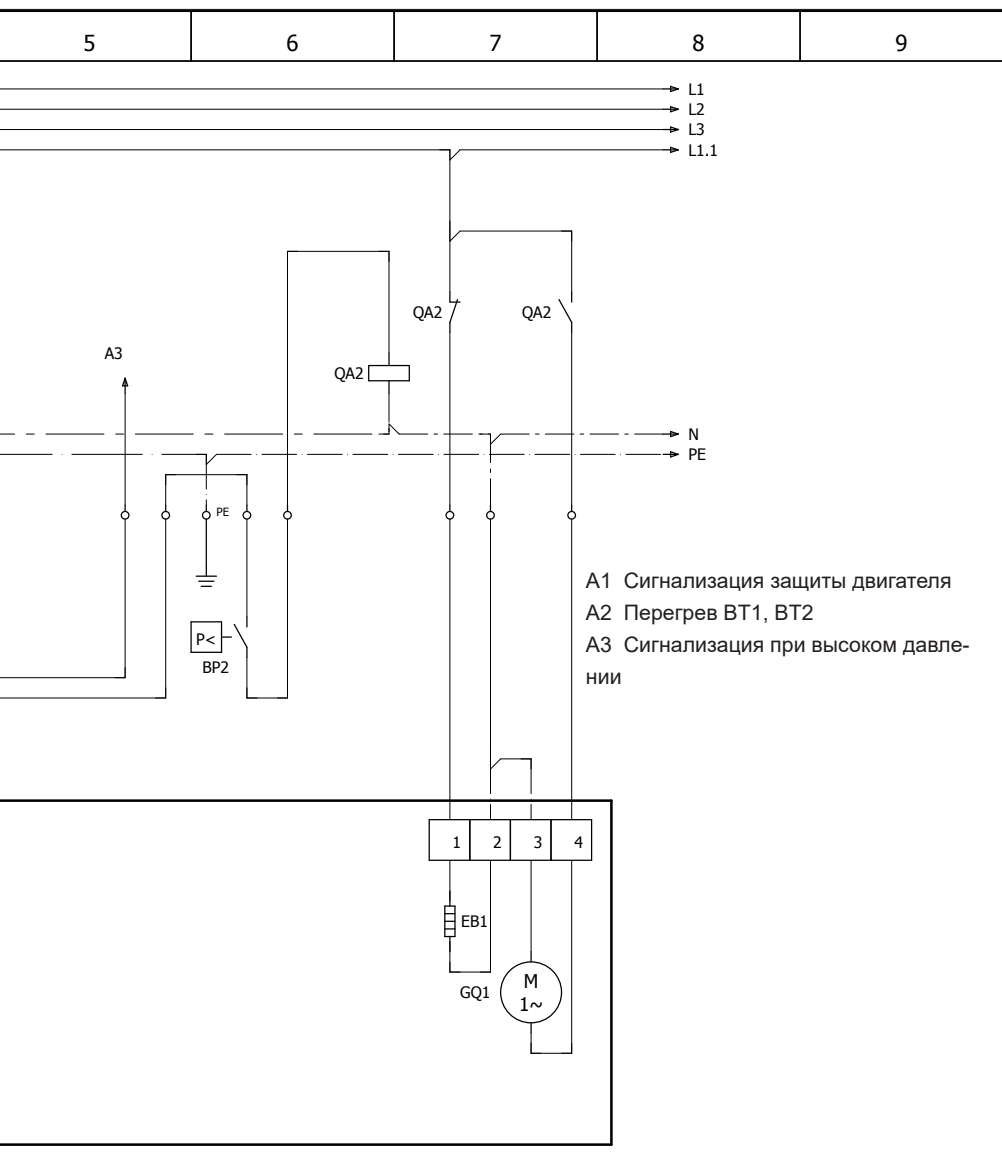 5 6 7 8 9
L1
L2
L3
L1.1
QA2 QA2
A3
QA2
N
PE
PE
A1 Сигнализация защиты двигателя
A2 Перегрев BT1, BT2
A3 Сигнализация при высоком давле-
нии
P<
BP2
1 2 3 4
EB1
GQ1
M
1~